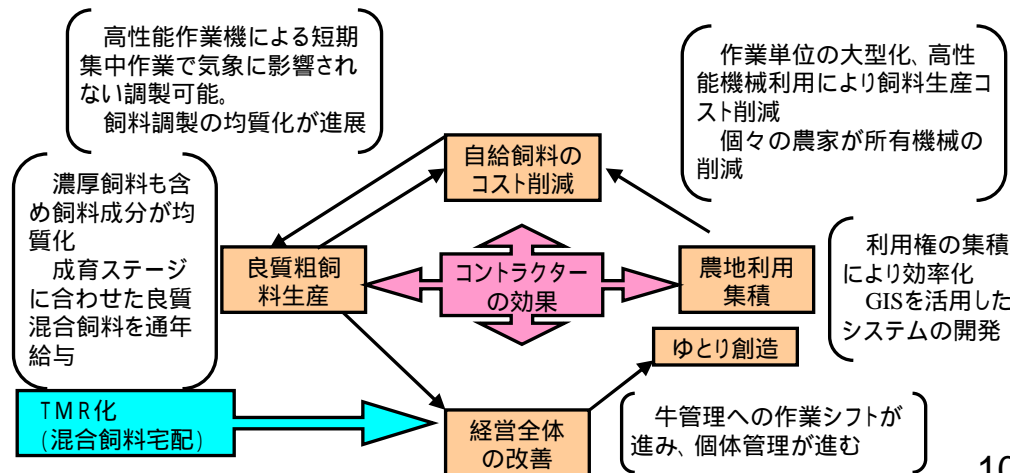 高性能作業機による短期
集中作業で気象に影響され
ない調製可能。
飼料調製の均質化が進展
作業単位の大型化、高性
能機械利用により飼料生産コ
スト削減
個々の農家が所有機械の
削減
自給飼料の
コスト削減
濃厚飼料も含
め飼料成分が均
質化
成育ステージ
に合わせた良質
混合飼料を通年
給与
良質粗飼
料生産
コントラクター
の効果
農地利用
集積
利用権の集積
により効率化
GISを活用した
システムの開発
ゆとり創造
TMR化
(混合飼料宅配)
経営全体
の改善
牛管理への作業シフトが
進み、個体管理が進む
10